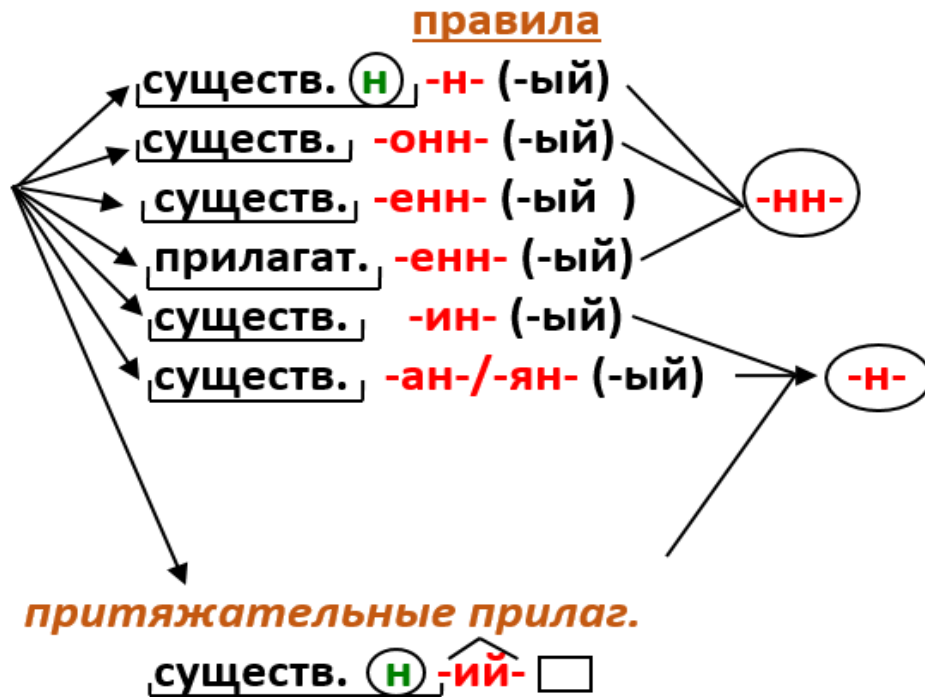 правила
существ. н -н- (-ый)
существ. -онн- (-ый)
существ. -енн- (-ый )
-нн-
прилагат. -енн- (-ый)
существ. -ин- (-ый)
существ. -ан-/-ян- (-ый)
-н-
притяжательные прилаг.
существ. н -ий-